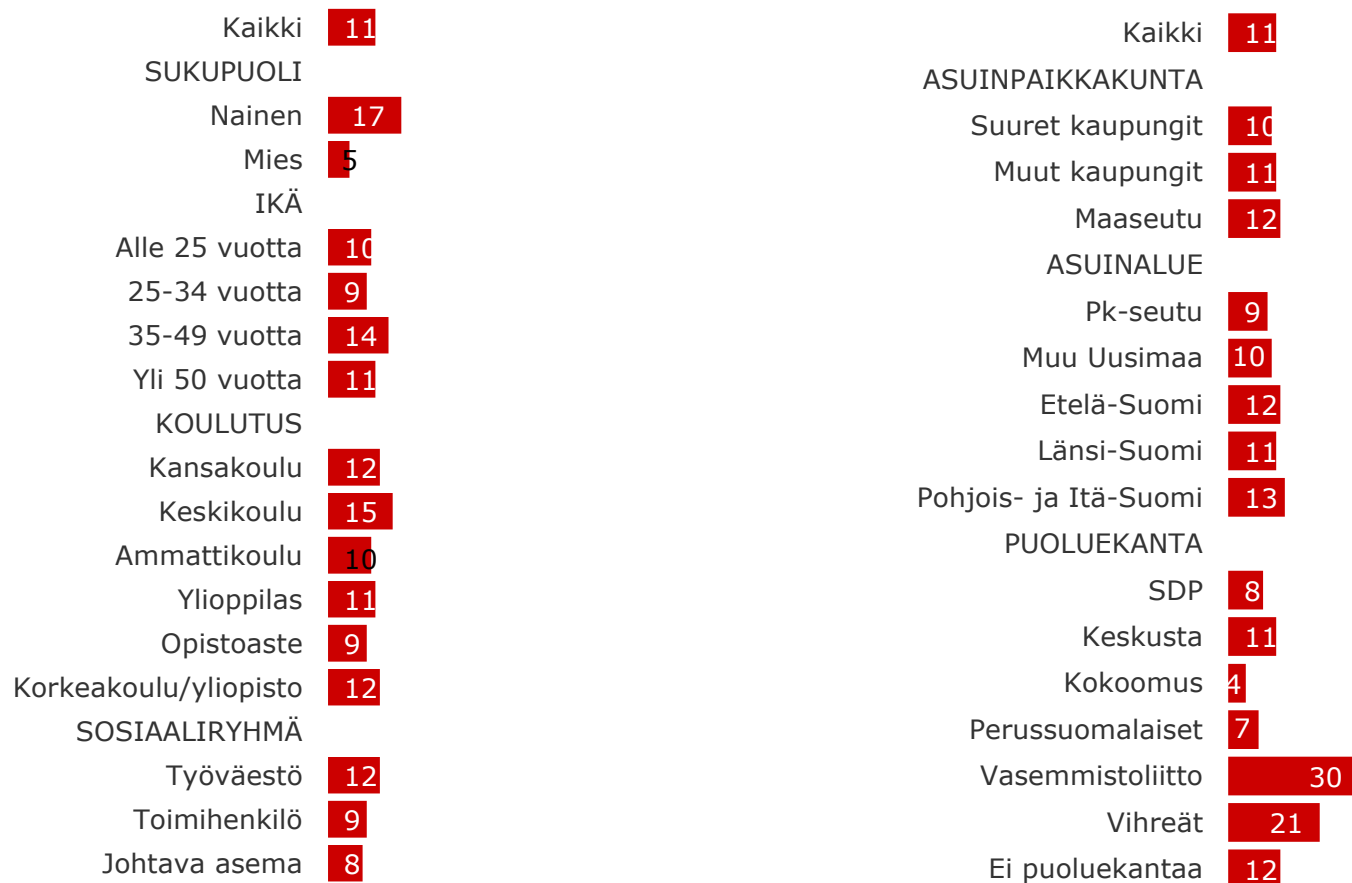 Kaikki 11
SUKUPUOLI
Nainen 17
Mies 5
IKÄ
Alle 25 vuotta 10
25-34 vuotta 9
35-49 vuotta 14
Yli 50 vuotta 11
KOULUTUS
Kansakoulu 12
Keskikoulu 15
Ammattikoulu 10
Ylioppilas 11
Opistoaste 9
Korkeakoulu/yliopisto 12
SOSIAALIRYHMÄ
Työväestö 12
Toimihenkilö 9
Johtava asema 8
Kaikki 11
ASUINPAIKKAKUNTA
Suuret kaupungit 10
Muut kaupungit 11
Maaseutu 12
ASUINALUE
Pk-seutu 9
Muu Uusimaa 10
Etelä-Suomi 12
Länsi-Suomi 11
Pohjois- ja Itä-Suomi 13
PUOLUEKANTA
SDP 8
Keskusta 11
Kokoomus 4
Perussuomalaiset 7
Vasemmistoliitto 30
Vihreät 21
Ei puoluekantaa 12